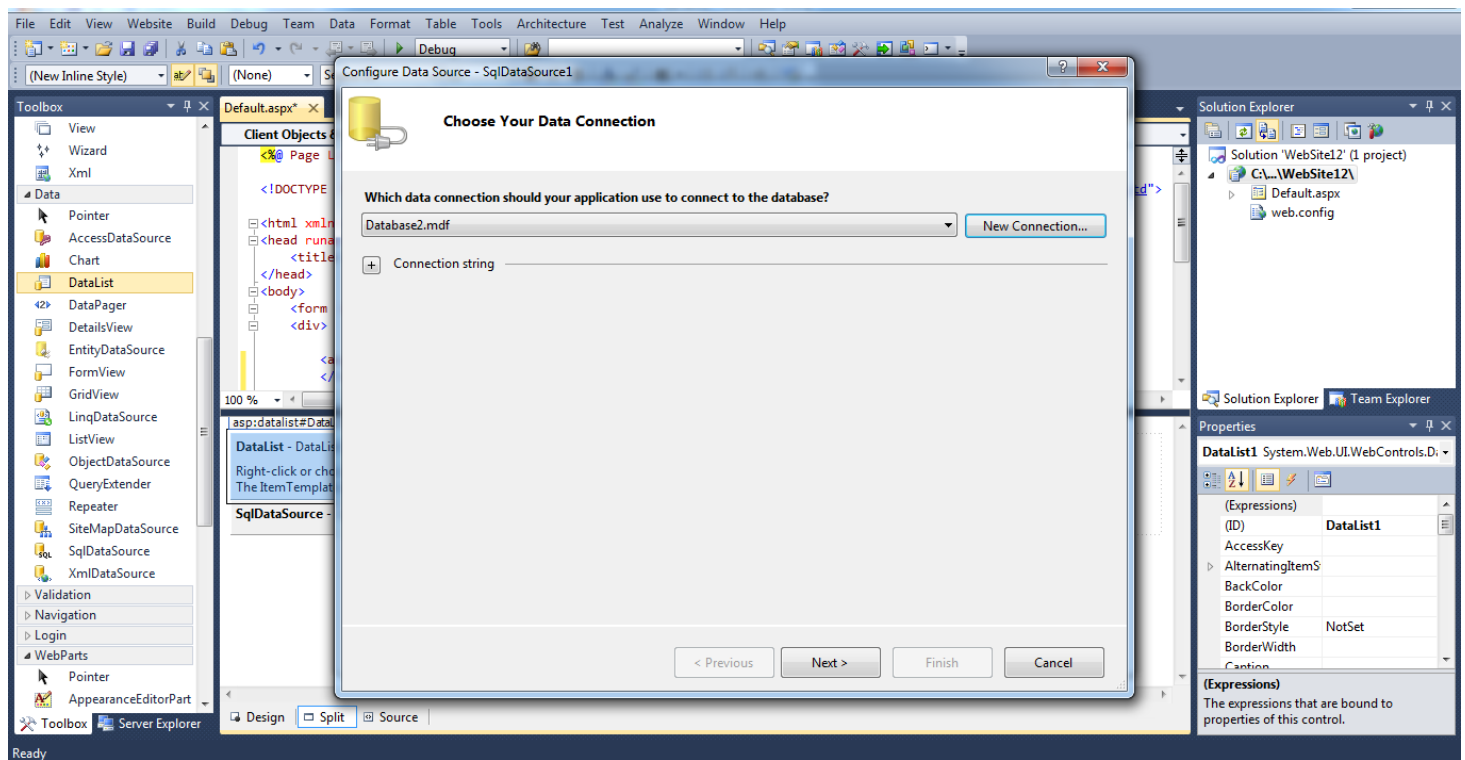 File Edit View Website Build Debug Team Data Format Table Tools Architecture Test Analyze Window Help
Debug
(New Inline Style) (None)
Toolbox
View
Wizard
Xml
Data
Pointer
AccessDataSource
Chart
DataList
DataPager
DetailsView
EntityDataSource
FormView
GridView
LinqDataSource
ListView
ObjectDataSource
QueryExtender
Repeater
SiteMapDataSource
SqlDataSource
XmlDataSource
Validation
Navigation
Login
WebParts
Pointer
AppearanceEditorPart
Toolbox Server Explorer
Default.aspx*
Client Objects &
<%@ Page L
<!DOCTYPE
<html xmln
<head runa
<title
</head>
<body>
<form
<div>
<a
</
100 %
asp:datalist#DataL
DataList - DataLis
Right-click or cho
The ItemTemplat
SqlDataSource -
Design Split Source
Configure Data Source - SqlDataSource1
Choose Your Data Connection
Which data connection should your application use to connect to the database?
Database2.mdf New Connection...
+ Connection string
< Previous Next > Finish Cancel
td">
Solution Explorer
Solution 'WebSite12' (1 project)
C:\...\WebSite12\
Default.aspx
web.config
Solution Explorer Team Explorer
Properties
DataList1 System.Web.UI.WebControls.Da
(Expressions)
(ID) DataList1
AccessKey
AlternatingItemS
BackColor
BorderColor
BorderStyle NotSet
BorderWidth
Caption
(Expressions)
The expressions that are bound to
properties of this control.
Ready